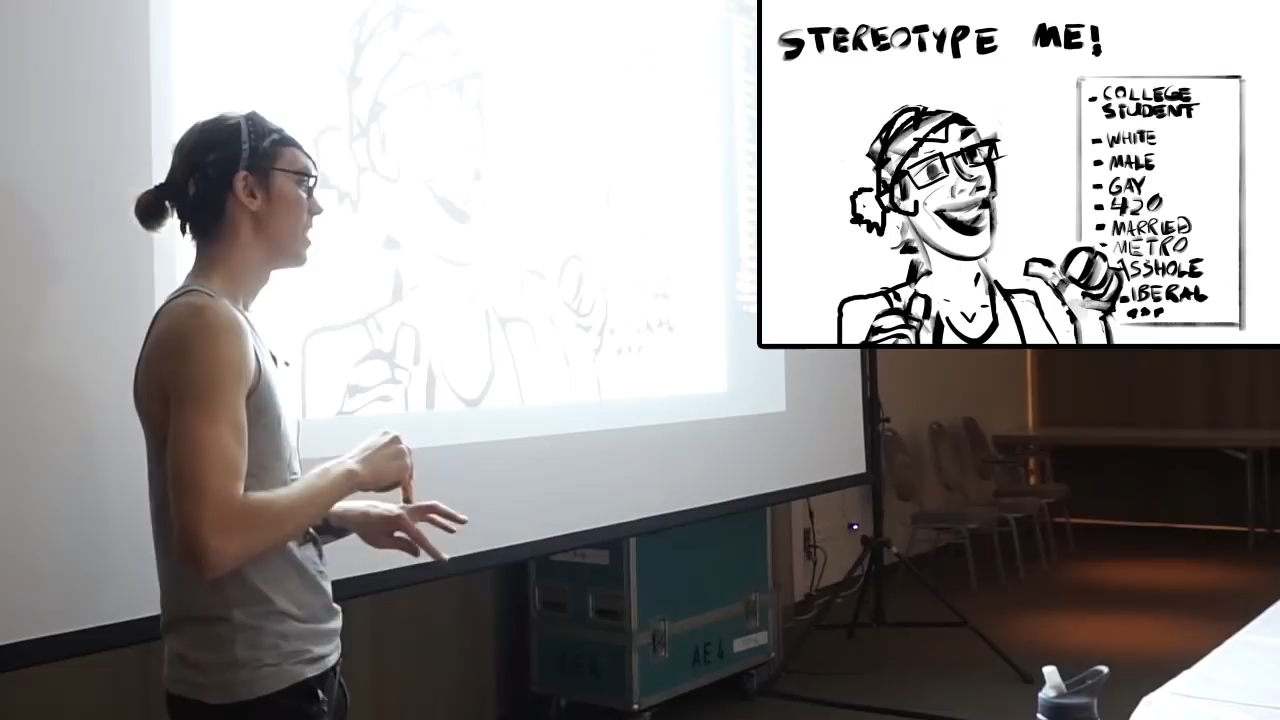 STEREOTYPE ME!
- COLLEGE
STUDENT
- WHITE
- MALE
- GAY
- 420
- MARRIED
- METRO
ASSHOLE
LIBERAL
...
AE 4